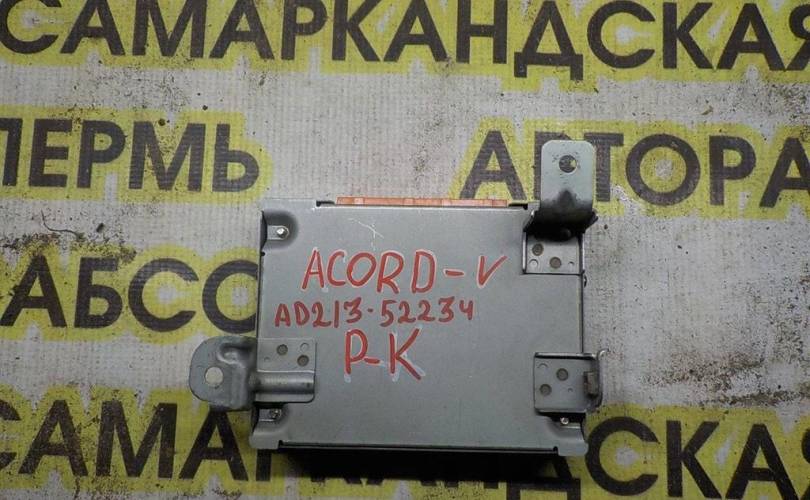 САМАРКАНДСКАЯ
ПЕРМЬ АВТОРА
АБСО
ACORD-V
AD213-52234
P-K
САМАРКАНДСКАЯ